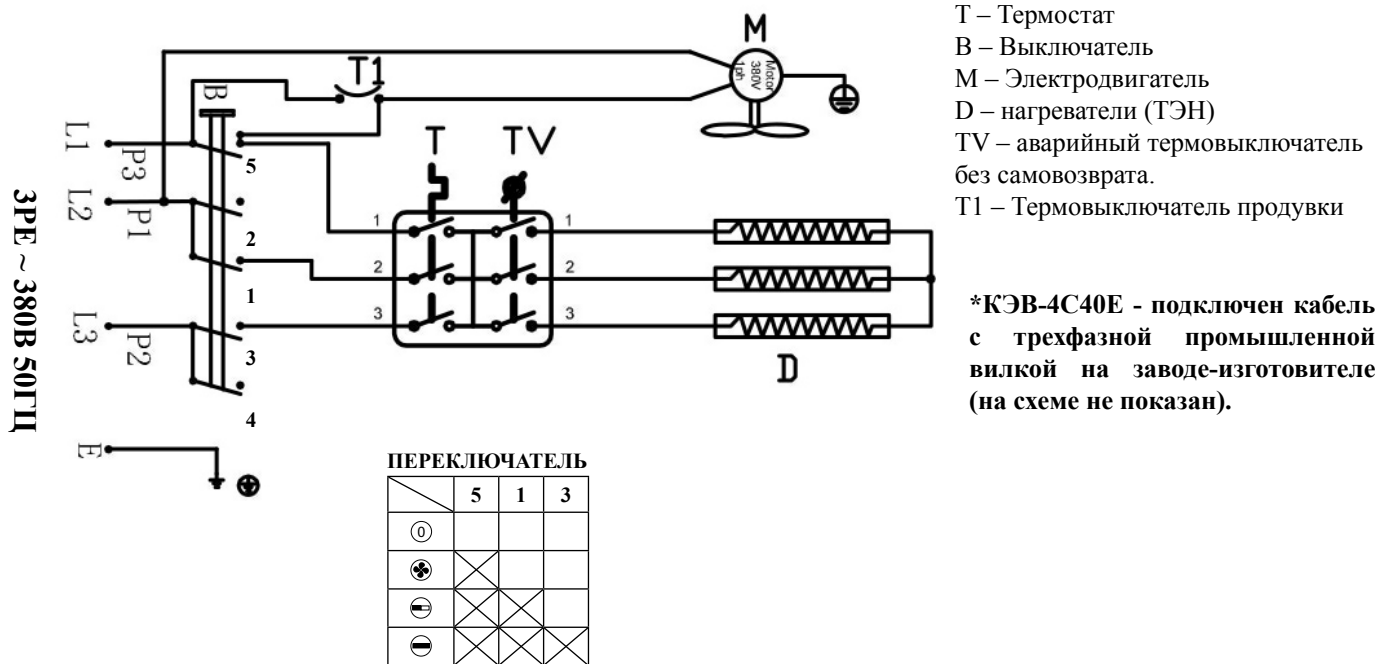 M
Motor
380V
1ph
T1
B
L1
P3
5
T
TV
L2
P1
2
1
1
1
2
2
3
3
L3
P2
3
4
D
E
3PE ~ 380В 50ГЦ
Т – Термостат
В – Выключатель
М – Электродвигатель
D – нагреватели (ТЭН)
TV – аварийный термовыключатель
без самовозврата.
Т1 – Термовыключатель продувки
*КЭВ-4С40Е - подключен кабель
с трехфазной промышленной
вилкой на заводе-изготовителе
(на схеме не показан).
ПЕРЕКЛЮЧАТЕЛЬ
5 1 3
0